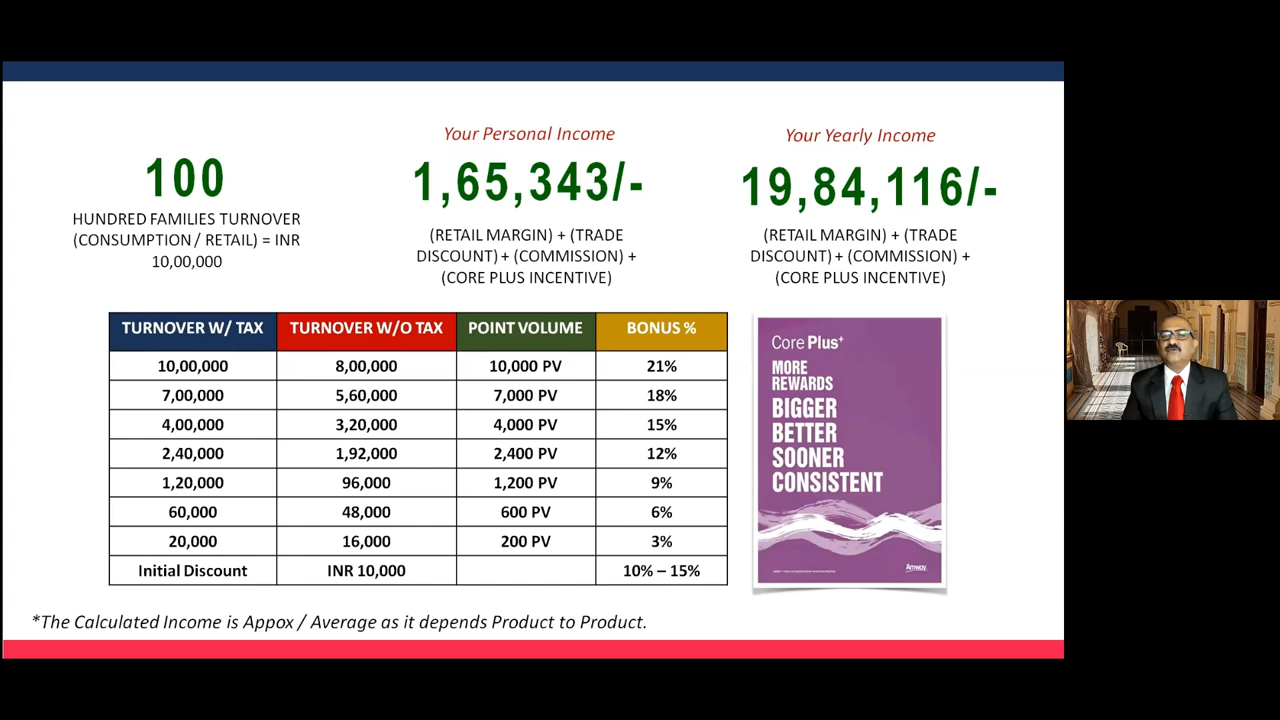 Your Personal Income
Your Yearly Income
100
1,65,343/-
19,84,116/-
HUNDRED FAMILIES TURNOVER
(CONSUMPTION / RETAIL) = INR
10,00,000
(RETAIL MARGIN) + (TRADE
DISCOUNT) + (COMMISSION) +
(CORE PLUS INCENTIVE)
(RETAIL MARGIN) + (TRADE
DISCOUNT) + (COMMISSION) +
(CORE PLUS INCENTIVE)
TURNOVER W/ TAX TURNOVER W/O TAX POINT VOLUME BONUS %
10,00,000 8,00,000 10,000 PV 21%
7,00,000 5,60,000 7,000 PV 18%
4,00,000 3,20,000 4,000 PV 15%
2,40,000 1,92,000 2,400 PV 12%
1,20,000 96,000 1,200 PV 9%
60,000 48,000 600 PV 6%
20,000 16,000 200 PV 3%
Initial Discount INR 10,000 10% – 15%
Core Plus+
MORE
REWARDS
BIGGER
BETTER
SOONER
CONSISTENT
Amway
*The Calculated Income is Appox / Average as it depends Product to Product.